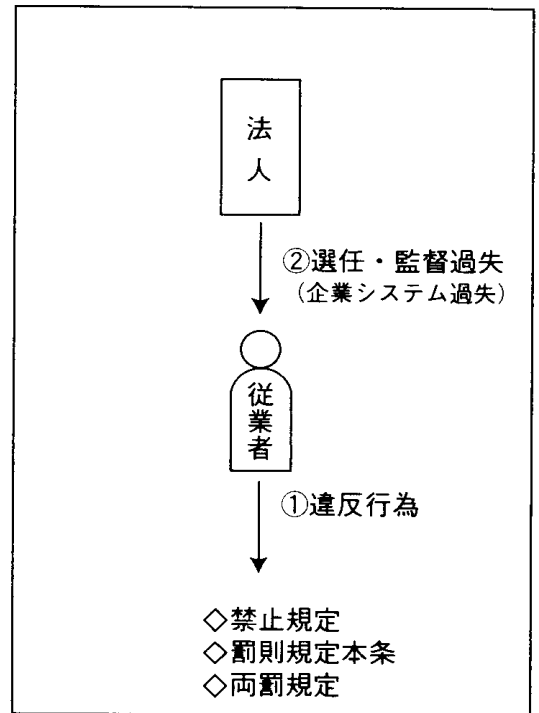 法人
②選任・監督過失
（企業システム過失）
従業者
①違反行為
◇禁止規定
◇罰則規定本条
◇両罰規定